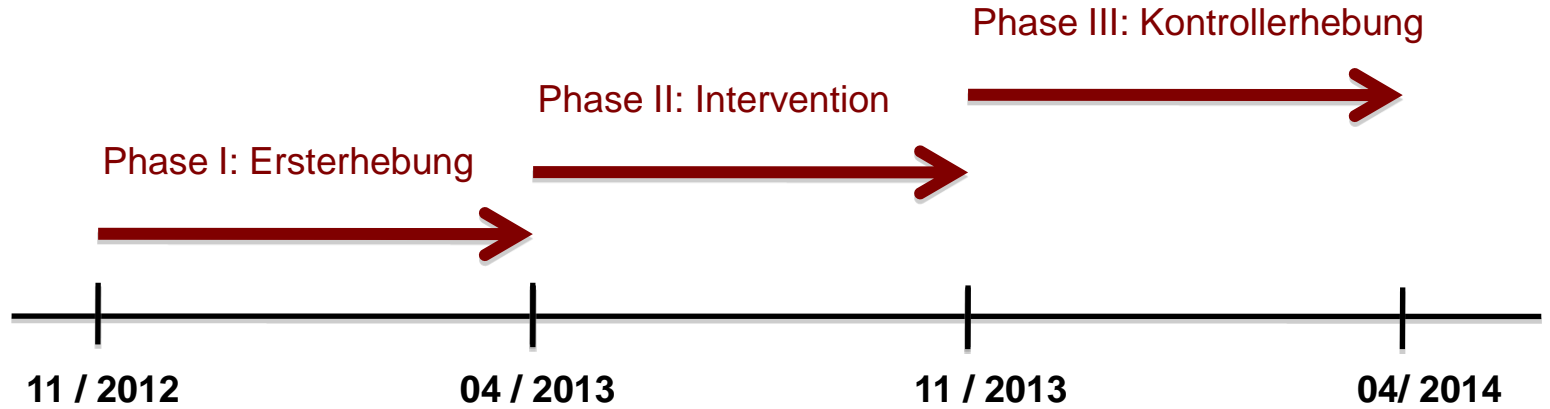 Phase III: Kontrollerhebung
Phase II: Intervention
Phase I: Ersterhebung
11 / 2012
04 / 2013
11 / 2013
04/ 2014